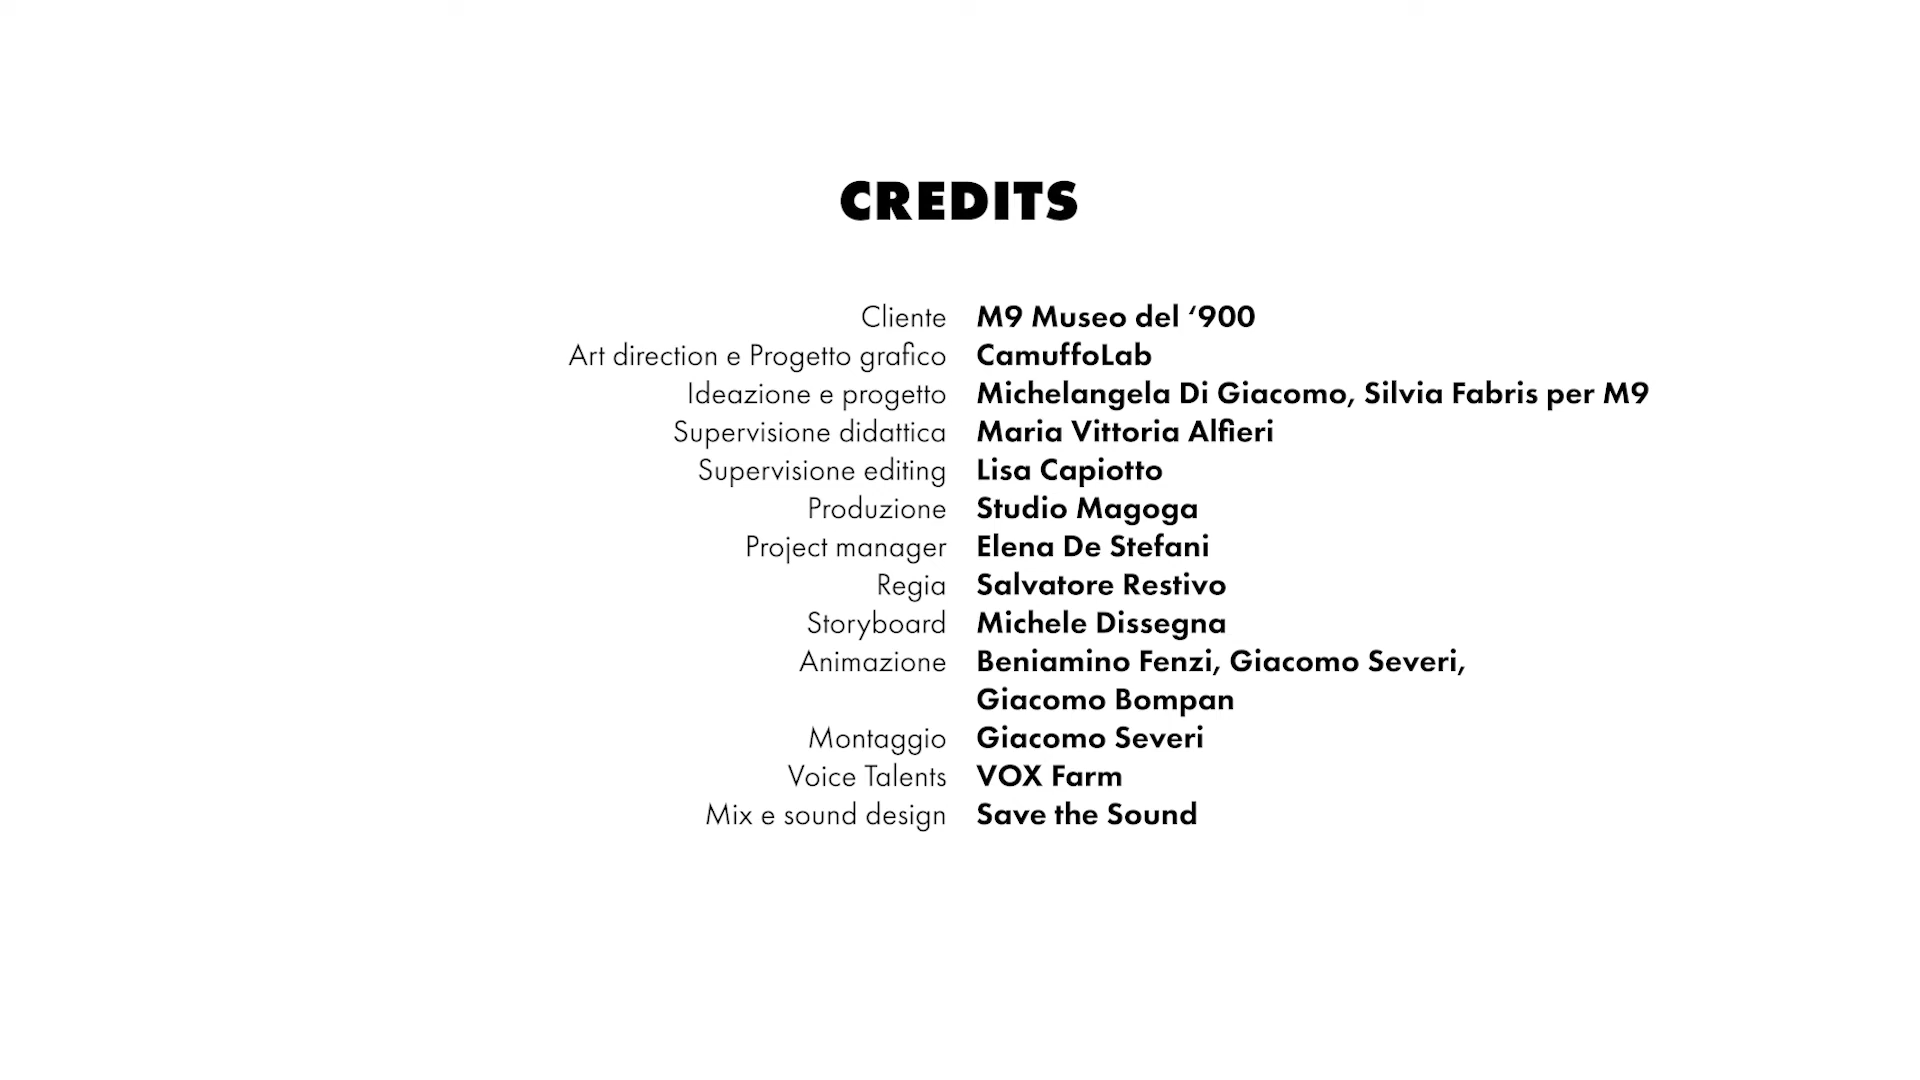 CREDITS
Cliente M9 Museo del ‘900
Art direction e Progetto grafico CamuffoLab
Ideazione e progetto Michelangela Di Giacomo, Silvia Fabris per M9
Supervisione didattica Maria Vittoria Alfieri
Supervisione editing Lisa Capiotto
Produzione Studio Magoga
Project manager Elena De Stefani
Regia Salvatore Restivo
Storyboard Michele Dissegna
Animazione Beniamino Fenzi, Giacomo Severi,
Giacomo Bompan
Montaggio Giacomo Severi
Voice Talents VOX Farm
Mix e sound design Save the Sound